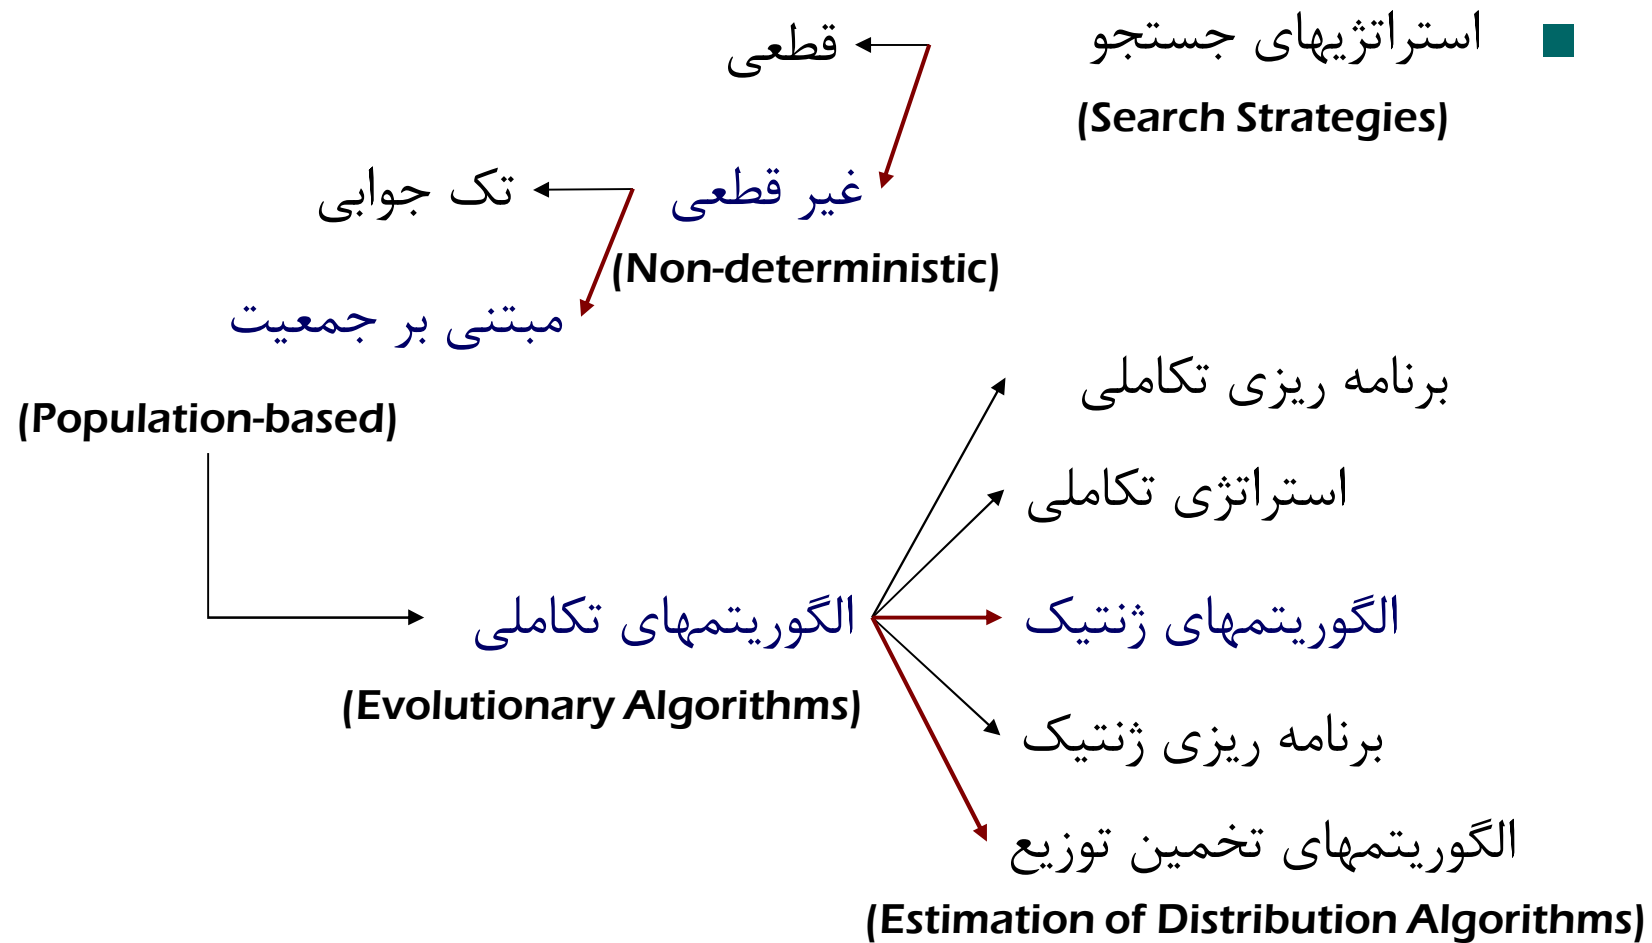 استراتژیهای جستجو
(Search Strategies)
قطعی
غیر قطعی
(Non-deterministic)
تک جوابی
مبتنی بر جمعیت
(Population-based)
الگوریتمهای تکاملی
(Evolutionary Algorithms)
برنامه ریزی تکاملی
استراتژی تکاملی
الگوریتمهای ژنتیک
برنامه ریزی ژنتیک
الگوریتمهای تخمین توزیع
(Estimation of Distribution Algorithms)